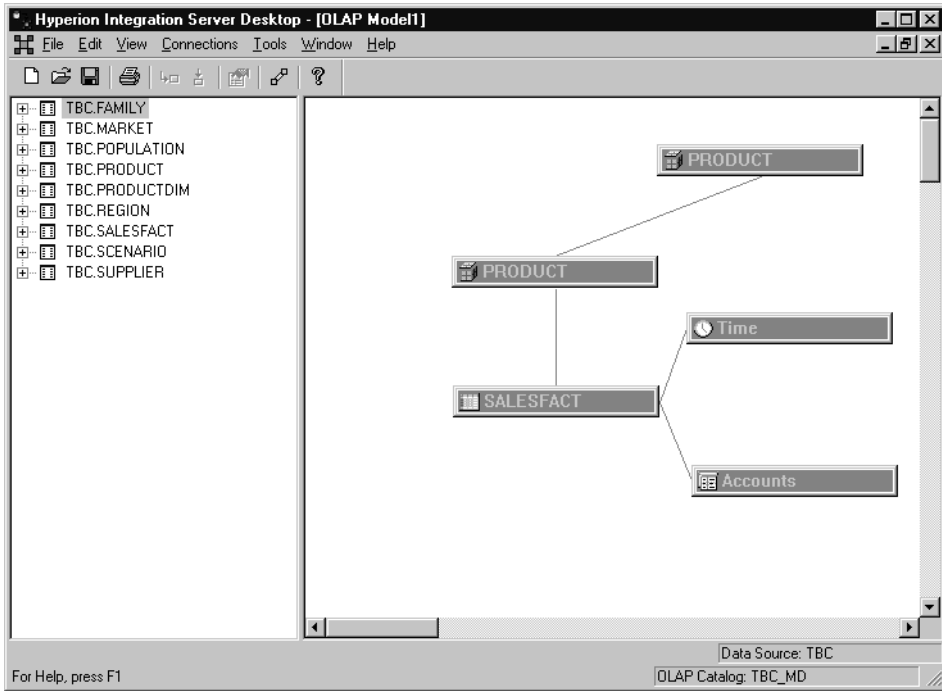 Hyperion Integration Server Desktop - [OLAP Model1]
File Edit View Connections Tools Window Help
TBC.FAMILY
TBC.MARKET
TBC.POPULATION
TBC.PRODUCT
TBC.PRODUCTDIM
TBC.REGION
TBC.SALESFACT
TBC.SCENARIO
TBC.SUPPLIER
PRODUCT
PRODUCT
Time
SALESFACT
Accounts
Data Source: TBC
For Help, press F1
OLAP Catalog: TBC_MD